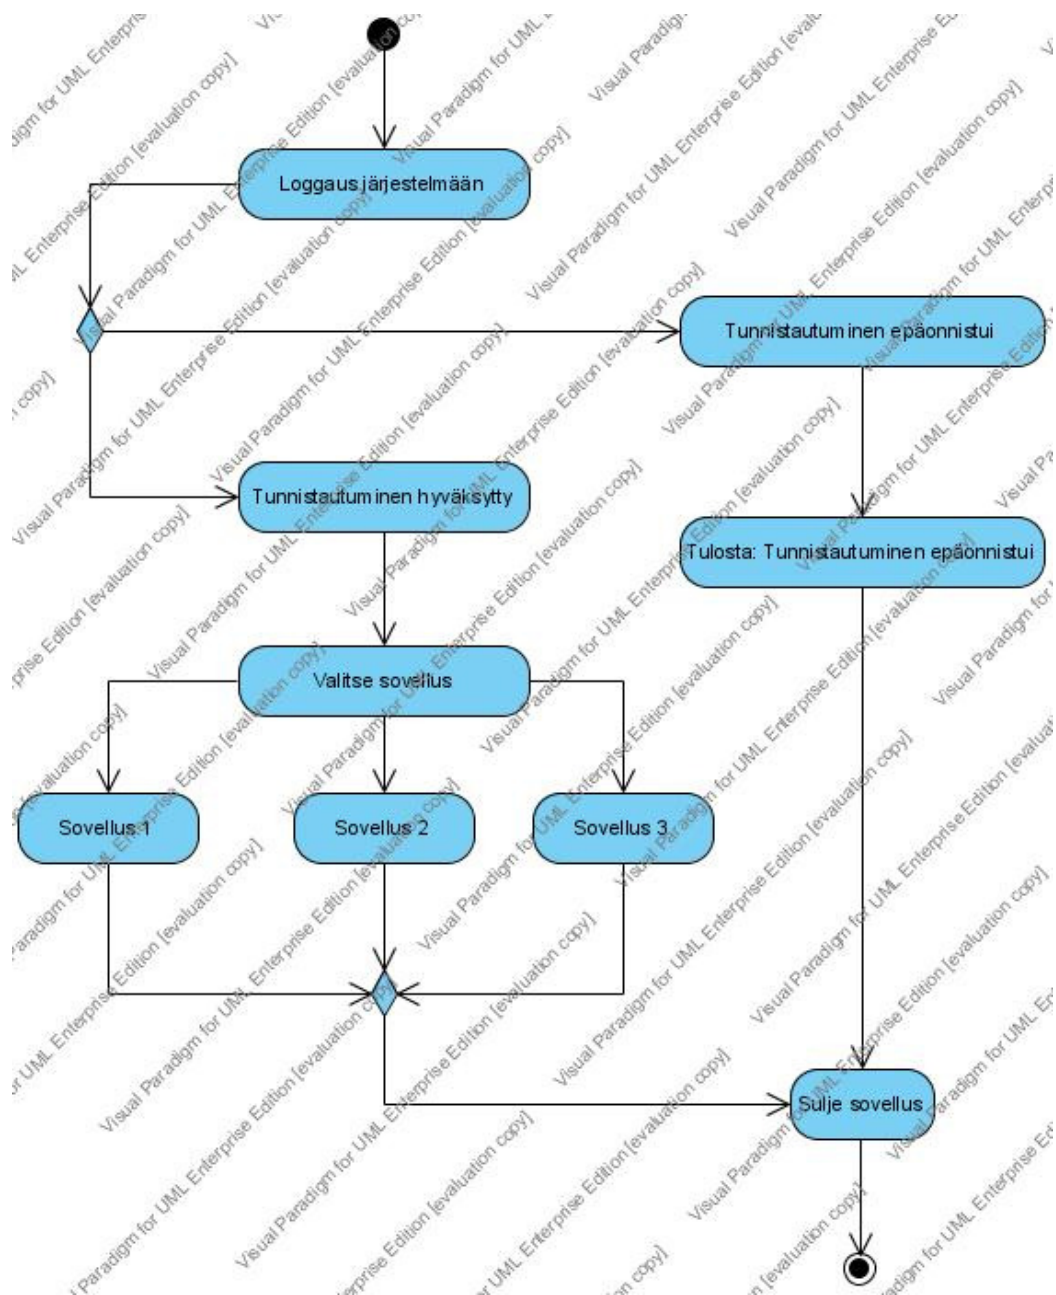 Loggaus järjestelmään
Tunnistautuminen epäonnistui
Tunnistautuminen hyväksytty
Tulosta: Tunnistautuminen epäonnistui
Valitse sovellus
Sovellus 1
Sovellus 2
Sovellus 3
Sulje sovellus
Visual Paradigm for UML Enterprise Edition [evaluation copy]